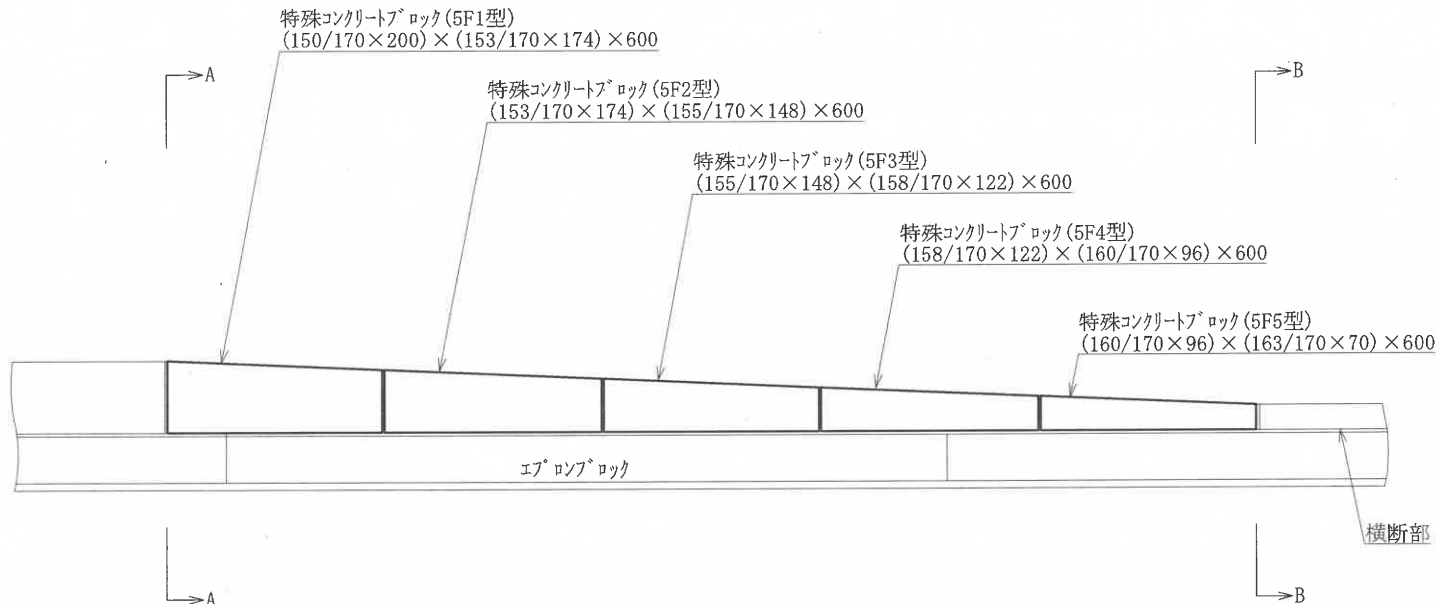 特殊コンクリートブロック(5F1型)
(150/170×200)×(153/170×174)×600
A
B
特殊コンクリートブロック(5F2型)
(153/170×174)×(155/170×148)×600
特殊コンクリートブロック(5F3型)
(155/170×148)×(158/170×122)×600
特殊コンクリートブロック(5F4型)
(158/170×122)×(160/170×96)×600
特殊コンクリートブロック(5F5型)
(160/170×96)×(163/170×70)×600
エプロンブロック
横断部
A
B